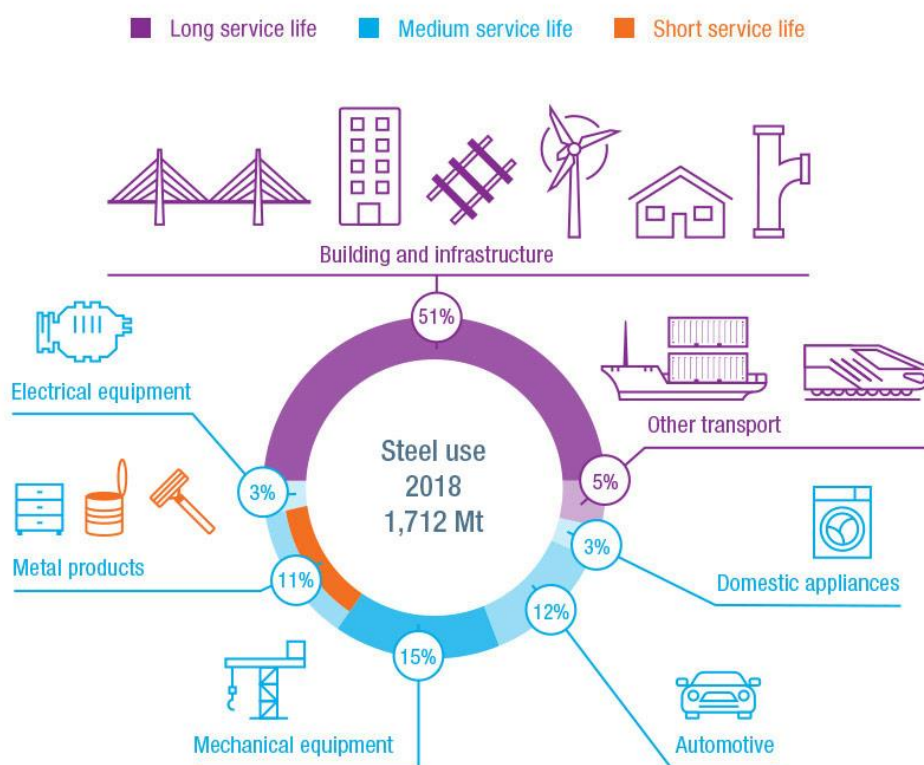 Long service life
Medium service life
Short service life
Building and infrastructure
51%
Electrical equipment
3%
Other transport
5%
Steel use
2018
1,712 Mt
Metal products
11%
Domestic appliances
3%
12%
15%
Mechanical equipment
Automotive